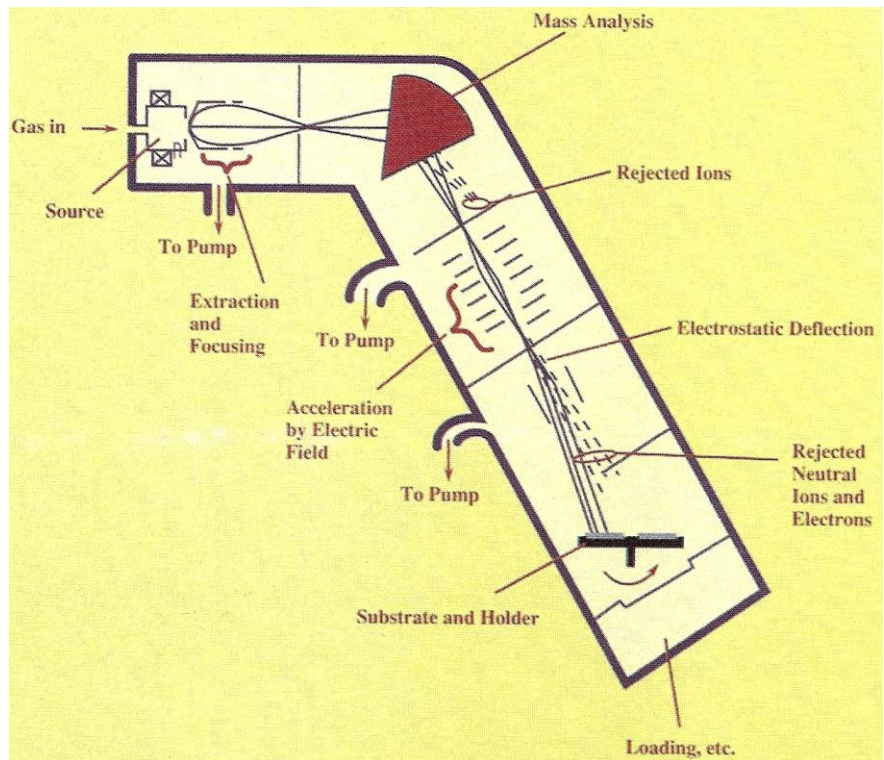 Mass Analysis
Gas in
Rejected Ions
Source
To Pump
Extraction
and
Focusing
To Pump
Electrostatic Deflection
Acceleration
by Electric
Field
Rejected
Neutral
Ions and
Electrons
To Pump
Substrate and Holder
Loading, etc.